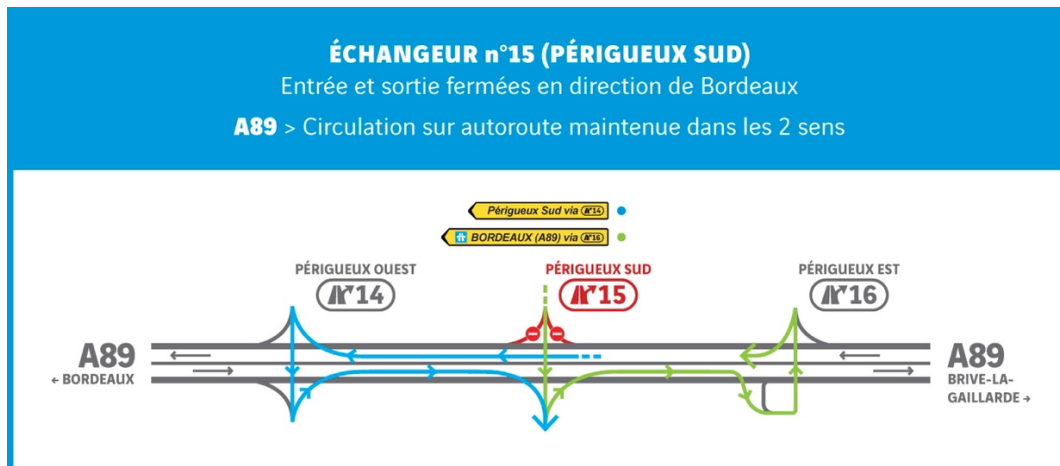 ÉCHANGEUR n°15 (PÉRIGUEUX SUD)
Entrée et sortie fermées en direction de Bordeaux
A89 > Circulation sur autoroute maintenue dans les 2 sens
Périgueux Sud via N°14
BORDEAUX (A89) via N°16
PÉRIGUEUX OUEST
14
PÉRIGUEUX SUD
15
PÉRIGUEUX EST
16
A89
← BORDEAUX
A89
BRIVE-LA-
GAILLARDE →